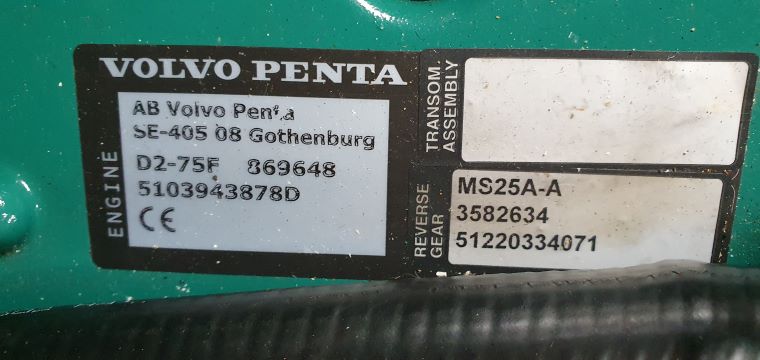 VOLVO PENTA
ENGINE
AB Volvo Penta
SE-405 08 Gothenburg
D2-75F 869648
5103943878D
CE
TRANSOM
ASSEMBLY
REVERSE
GEAR
MS25A-A
3582634
51220334071